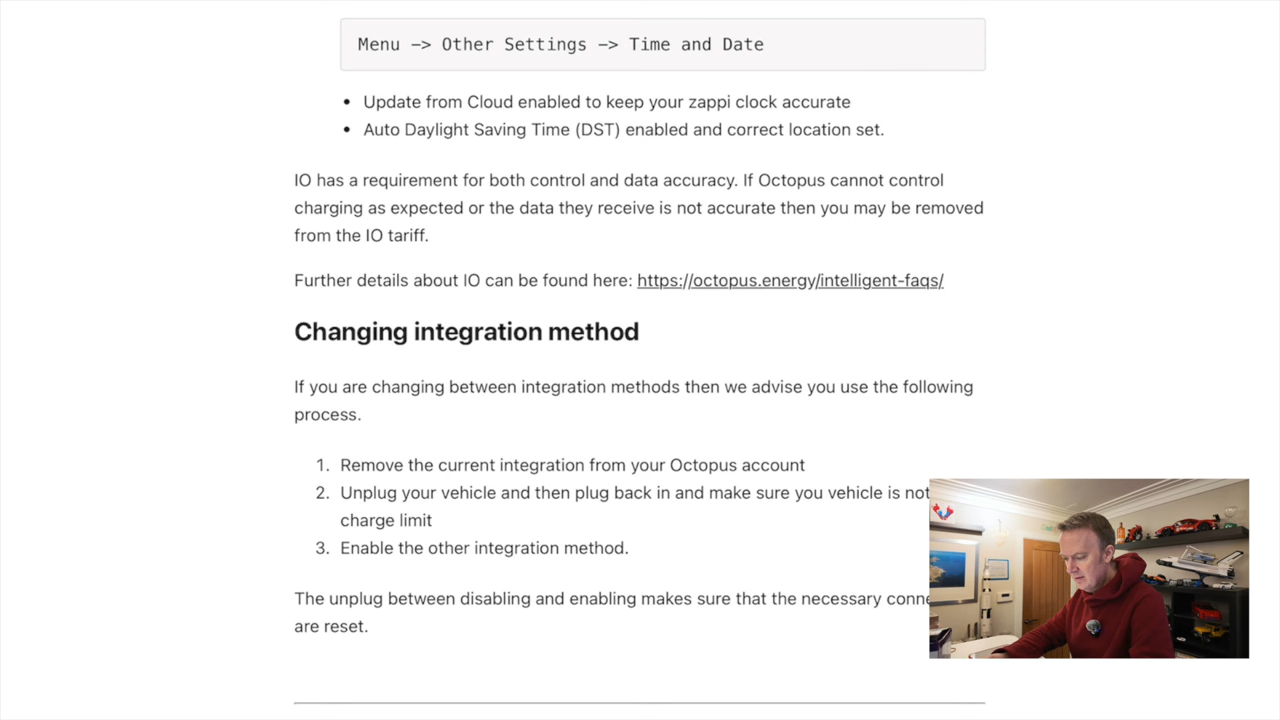 Menu –> Other Settings –> Time and Date
• Update from Cloud enabled to keep your zappi clock accurate
• Auto Daylight Saving Time (DST) enabled and correct location set.
IO has a requirement for both control and data accuracy. If Octopus cannot control
charging as expected or the data they receive is not accurate then you may be removed
from the IO tariff.
Further details about IO can be found here: https://octopus.energy/intelligent-faqs/
Changing integration method
If you are changing between integration methods then we advise you use the following
process.
1. Remove the current integration from your Octopus account
2. Unplug your vehicle and then plug back in and make sure you vehicle is not
charge limit
3. Enable the other integration method.
The unplug between disabling and enabling makes sure that the necessary
are reset.